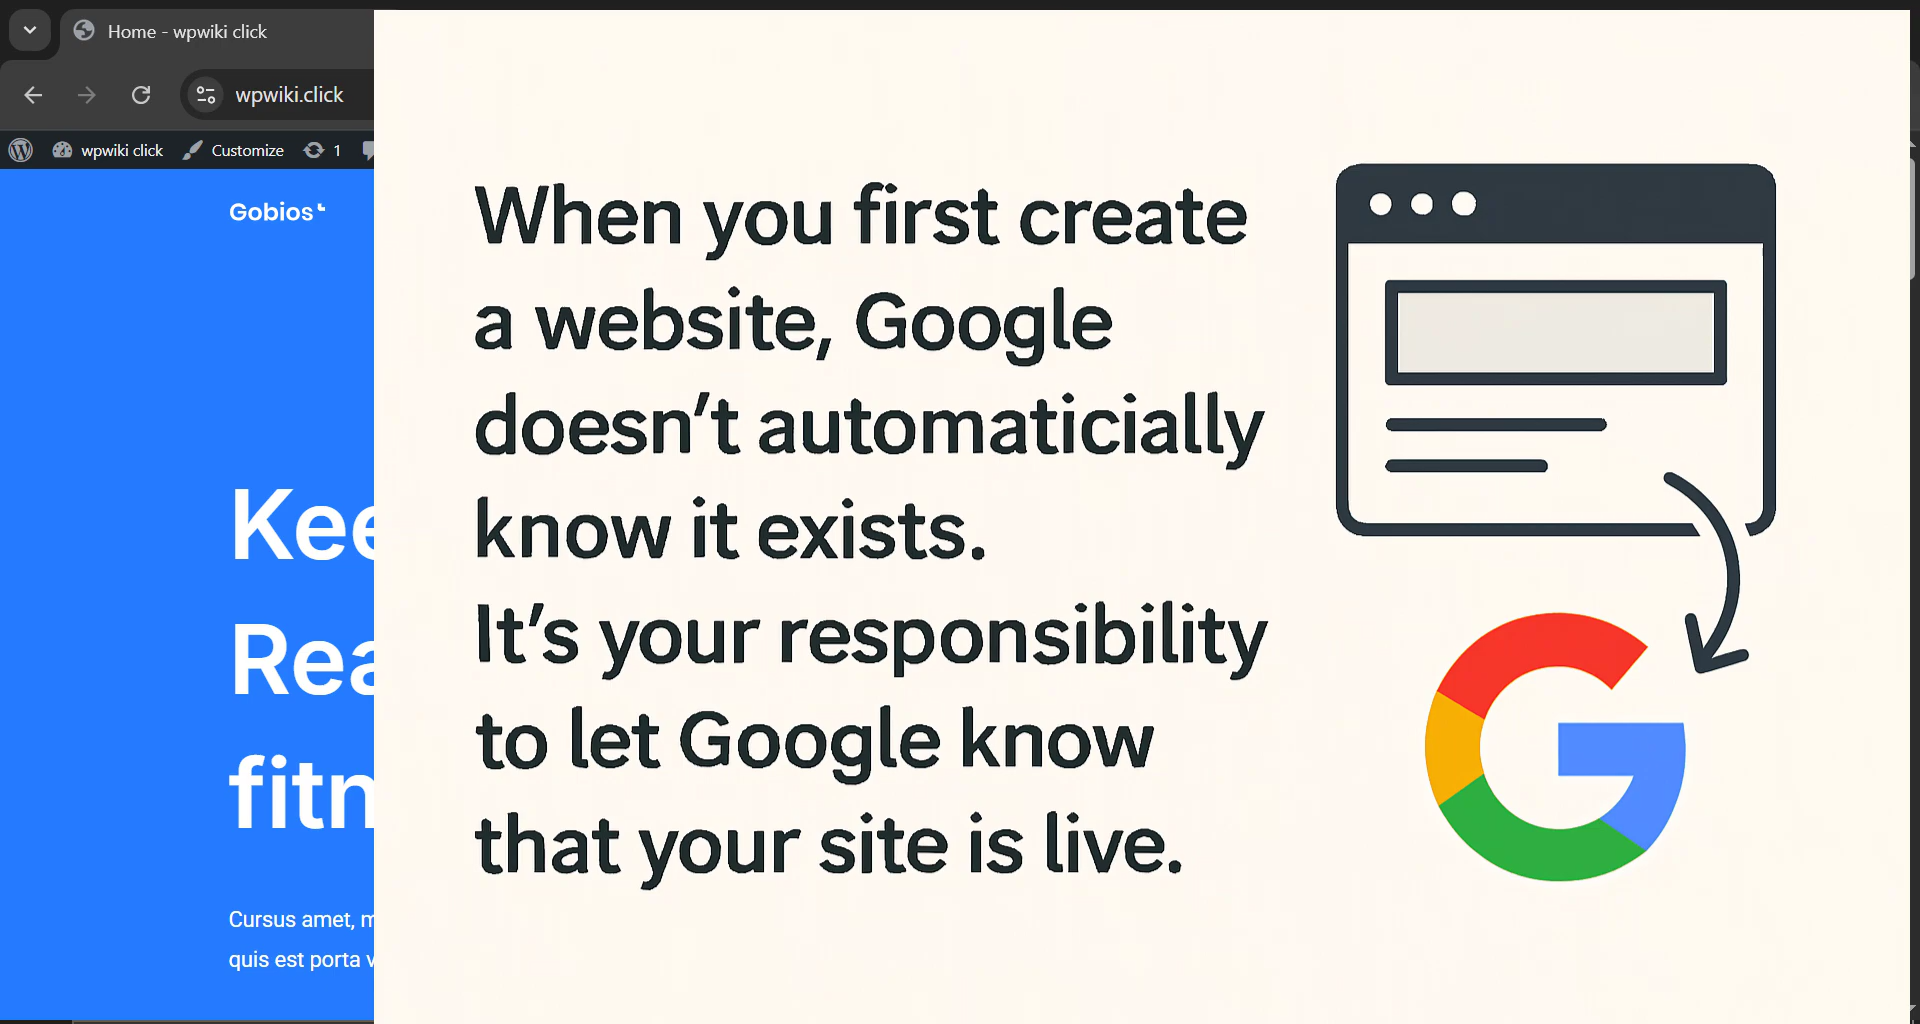 Home - wpwiki click
wpwiki.click
wpwiki click
Customize
1
Gobios
When you first create
a website, Google
doesn’t automaticially
know it exists.
It’s your responsibility
to let Google know
that your site is live.
Kee
Rea
fitn
Cursus amet, m
quis est porta v